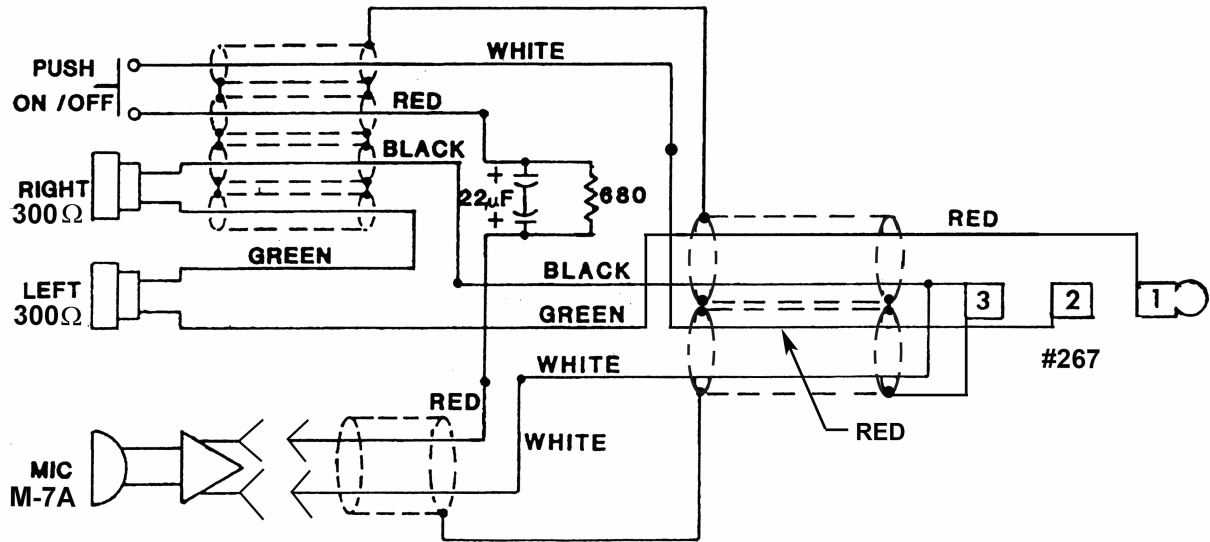 WHITE
PUSH
ON / OFF
RED
BLACK
RIGHT
300Ω
+
22µF
+
680
RED
GREEN
LEFT
300Ω
BLACK
3
2
1
GREEN
#267
WHITE
RED
RED
WHITE
MIC
M-7A